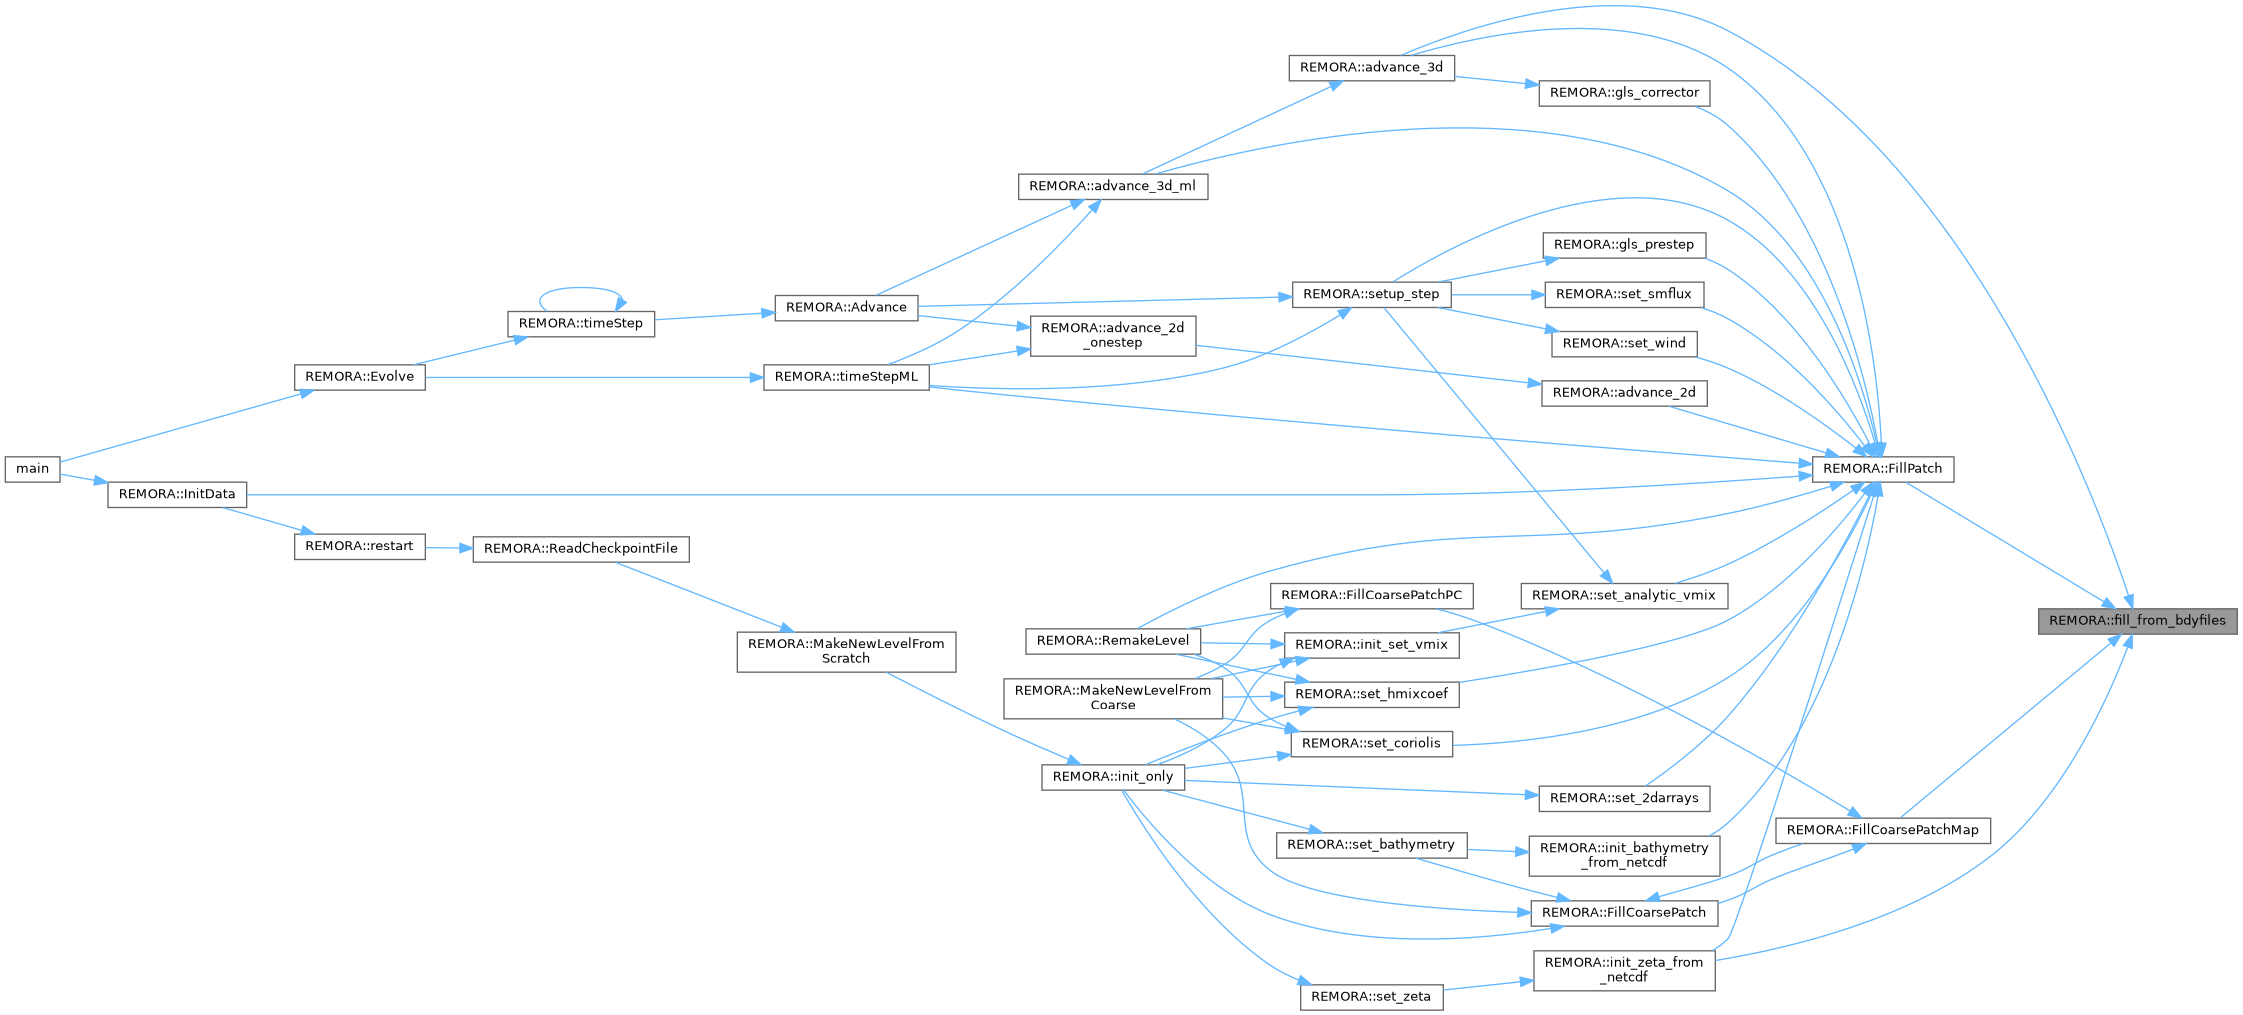 main
REMORA::Evolve
REMORA::InitData
REMORA::restart
REMORA::timeStep
REMORA::ReadCheckpointFile
REMORA::Advance
REMORA::timeStepML
REMORA::MakeNewLevelFrom
Scratch
REMORA::advance_3d_ml
REMORA::advance_2d
_onestep
REMORA::RemakeLevel
REMORA::MakeNewLevelFrom
Coarse
REMORA::init_only
REMORA::advance_3d
REMORA::setup_step
REMORA::FillCoarsePatchPC
REMORA::init_set_vmix
REMORA::set_hmixcoef
REMORA::set_coriolis
REMORA::set_bathymetry
REMORA::set_zeta
REMORA::gls_corrector
REMORA::gls_prestep
REMORA::set_smflux
REMORA::set_wind
REMORA::advance_2d
REMORA::set_analytic_vmix
REMORA::set_2darrays
REMORA::init_bathymetry
_from_netcdf
REMORA::FillCoarsePatch
REMORA::init_zeta_from
_netcdf
REMORA::FillPatch
REMORA::FillCoarsePatchMap
REMORA::fill_from_bdyfiles